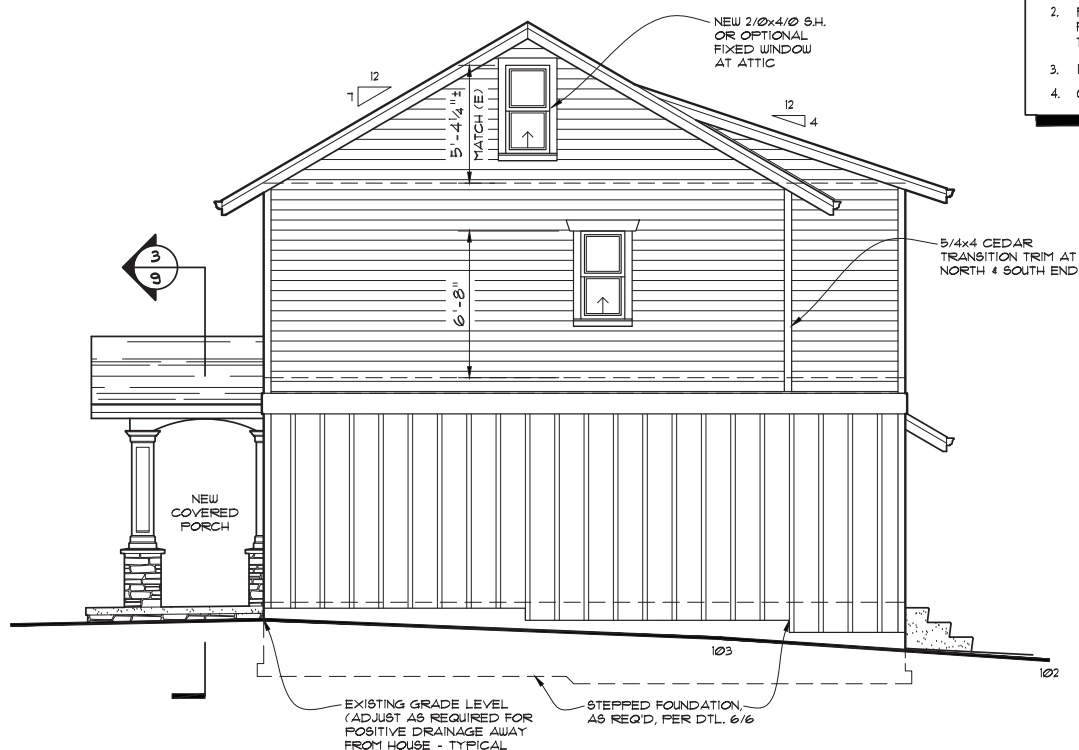 NEW 2/0x4/0 S.H.
OR OPTIONAL
FIXED WINDOW
AT ATTIC
2.
3.
4.
12
7
12
4
5'-4 1/4"±
MATCH (E)
6'-8"
3
9
5/4x4 CEDAR
TRANSITION TRIM AT
NORTH & SOUTH END
NEW
COVERED
PORCH
103
102
EXISTING GRADE LEVEL
(ADJUST AS REQUIRED FOR
POSITIVE DRAINAGE AWAY
FROM HOUSE - TYPICAL
STEPPED FOUNDATION,
AS REQ'D, PER DTL. 6/6